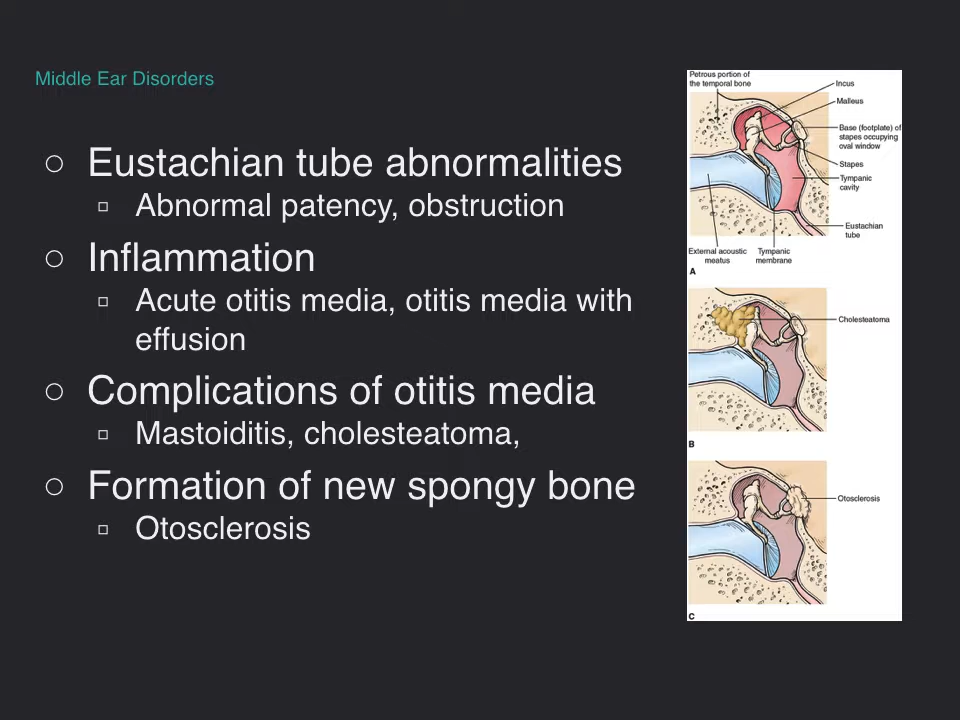 Middle Ear Disorders
Eustachian tube abnormalities
Abnormal patency, obstruction
Inflammation
Acute otitis media, otitis media with
effusion
Complications of otitis media
Mastoiditis, cholesteatoma,
Formation of new spongy bone
Otosclerosis
Petrous portion of
the temporal bone
Incus
Malleus
Base (footplate) of
stapes occupying
oval window
Stapes
Tympanic
cavity
Eustachian
tube
External acoustic
meatus
Tympanic
membrane
A
Cholesteatoma
B
Otosclerosis
C